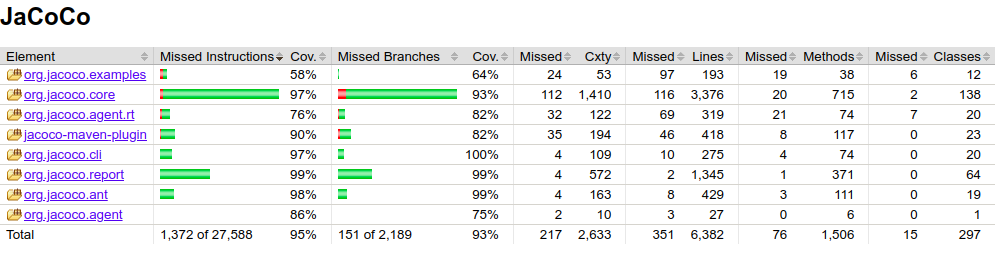 JaCoCo
Element Missed Instructions Cov. Missed Branches Cov. Missed Cxty Missed Lines Missed Methods Missed Classes
org.jacoco.examples 58% 64% 24 53 97 193 19 38 6 12
org.jacoco.core 97% 93% 112 1,410 116 3,376 20 715 2 138
org.jacoco.agent.rt 76% 82% 32 122 69 319 21 74 7 20
jacoco-maven-plugin 90% 82% 35 194 46 418 8 117 0 23
org.jacoco.cli 97% 100% 4 109 10 275 4 74 0 20
org.jacoco.report 99% 99% 4 572 2 1,345 1 371 0 64
org.jacoco.ant 98% 99% 4 163 8 429 3 111 0 19
org.jacoco.agent 86% 75% 2 10 3 27 0 6 0 1
Total 1,372 of 27,588 95% 151 of 2,189 93% 217 2,633 351 6,382 76 1,506 15 297